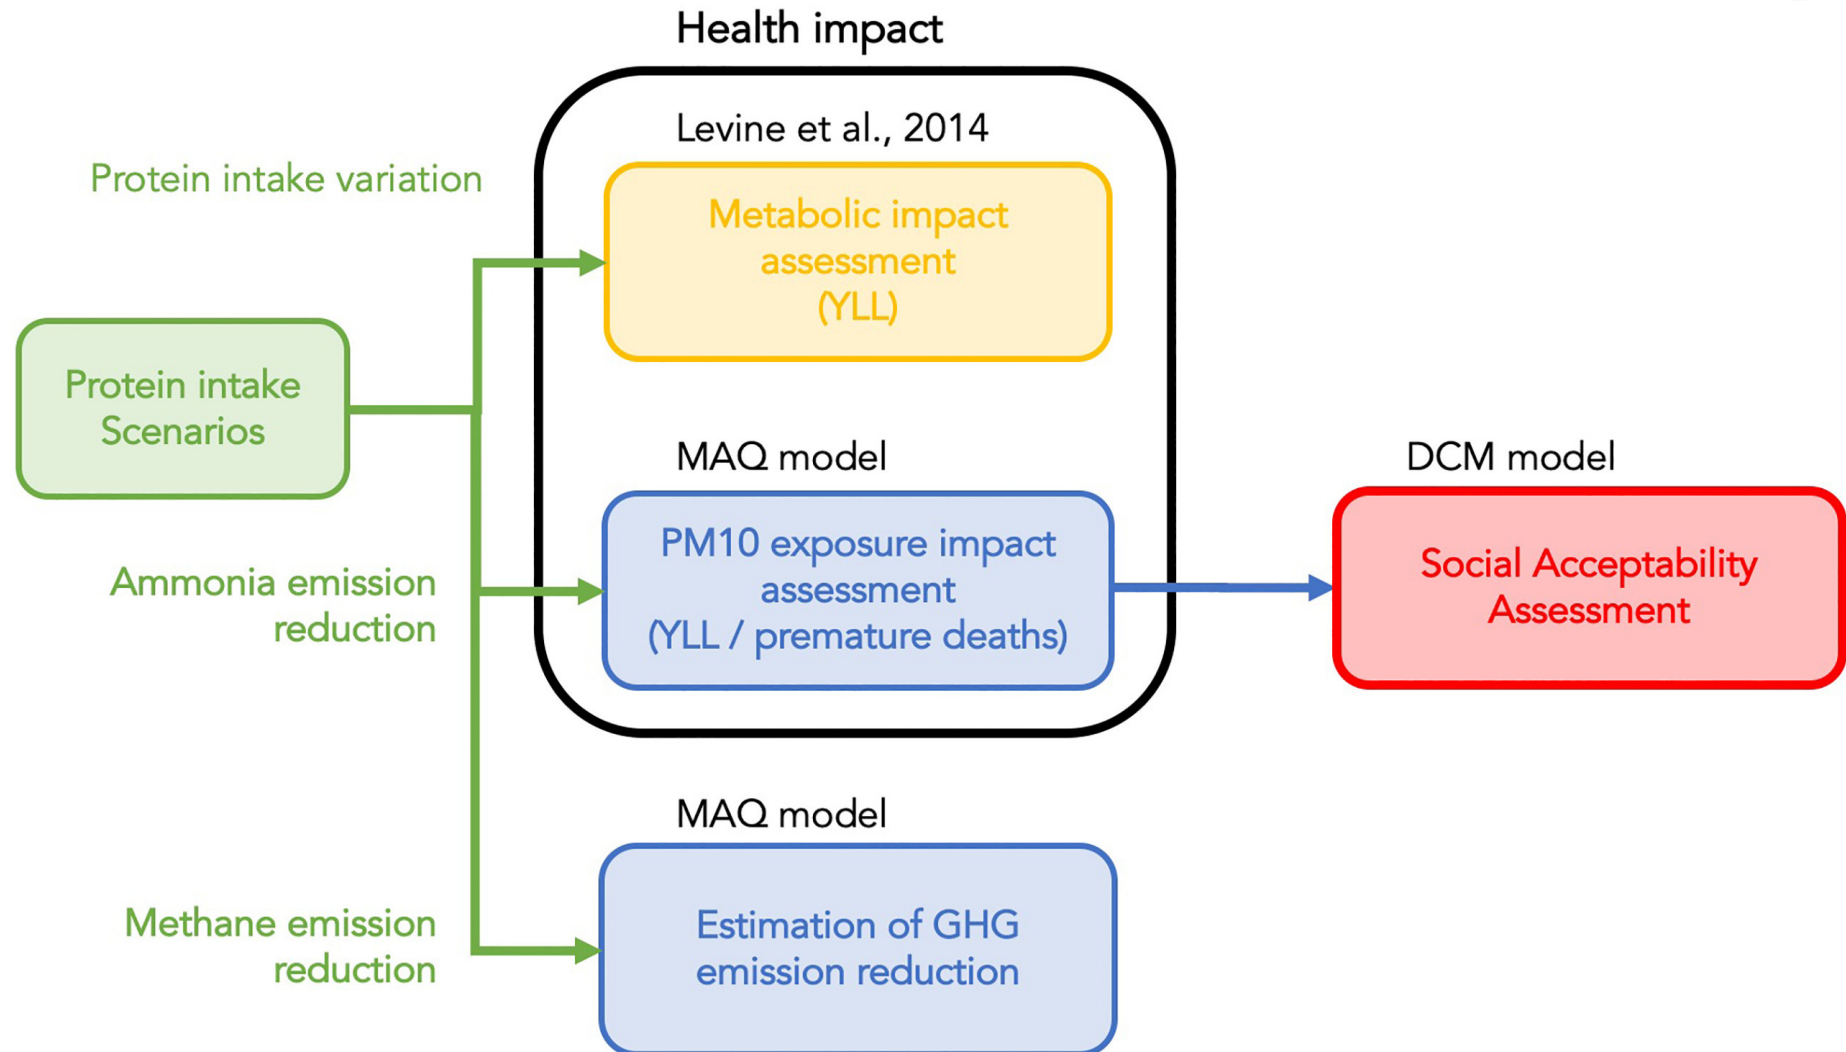 Health impact
Levine et al., 2014
Protein intake variation
Metabolic impact
assessment
(YLL)
Protein intake
Scenarios
MAQ model
DCM model
PM10 exposure impact
assessment
(YLL / premature deaths)
Social Acceptability
Assessment
Ammonia emission
reduction
MAQ model
Methane emission
reduction
Estimation of GHG
emission reduction